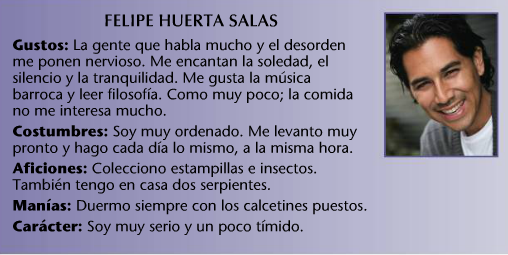 FELIPE HUERTA SALAS
Gustos: La gente que habla mucho y el desorden
me ponen nervioso. Me encantan la soledad, el
silencio y la tranquilidad. Me gusta la música
barroca y leer filosofía. Como muy poco; la comida
no me interesa mucho.
Costumbres: Soy muy ordenado. Me levanto muy
pronto y hago cada día lo mismo, a la misma hora.
Aficiones: Colecciono estampillas e insectos.
También tengo en casa dos serpientes.
Manías: Duermo siempre con los calcetines puestos.
Carácter: Soy muy serio y un poco tímido.